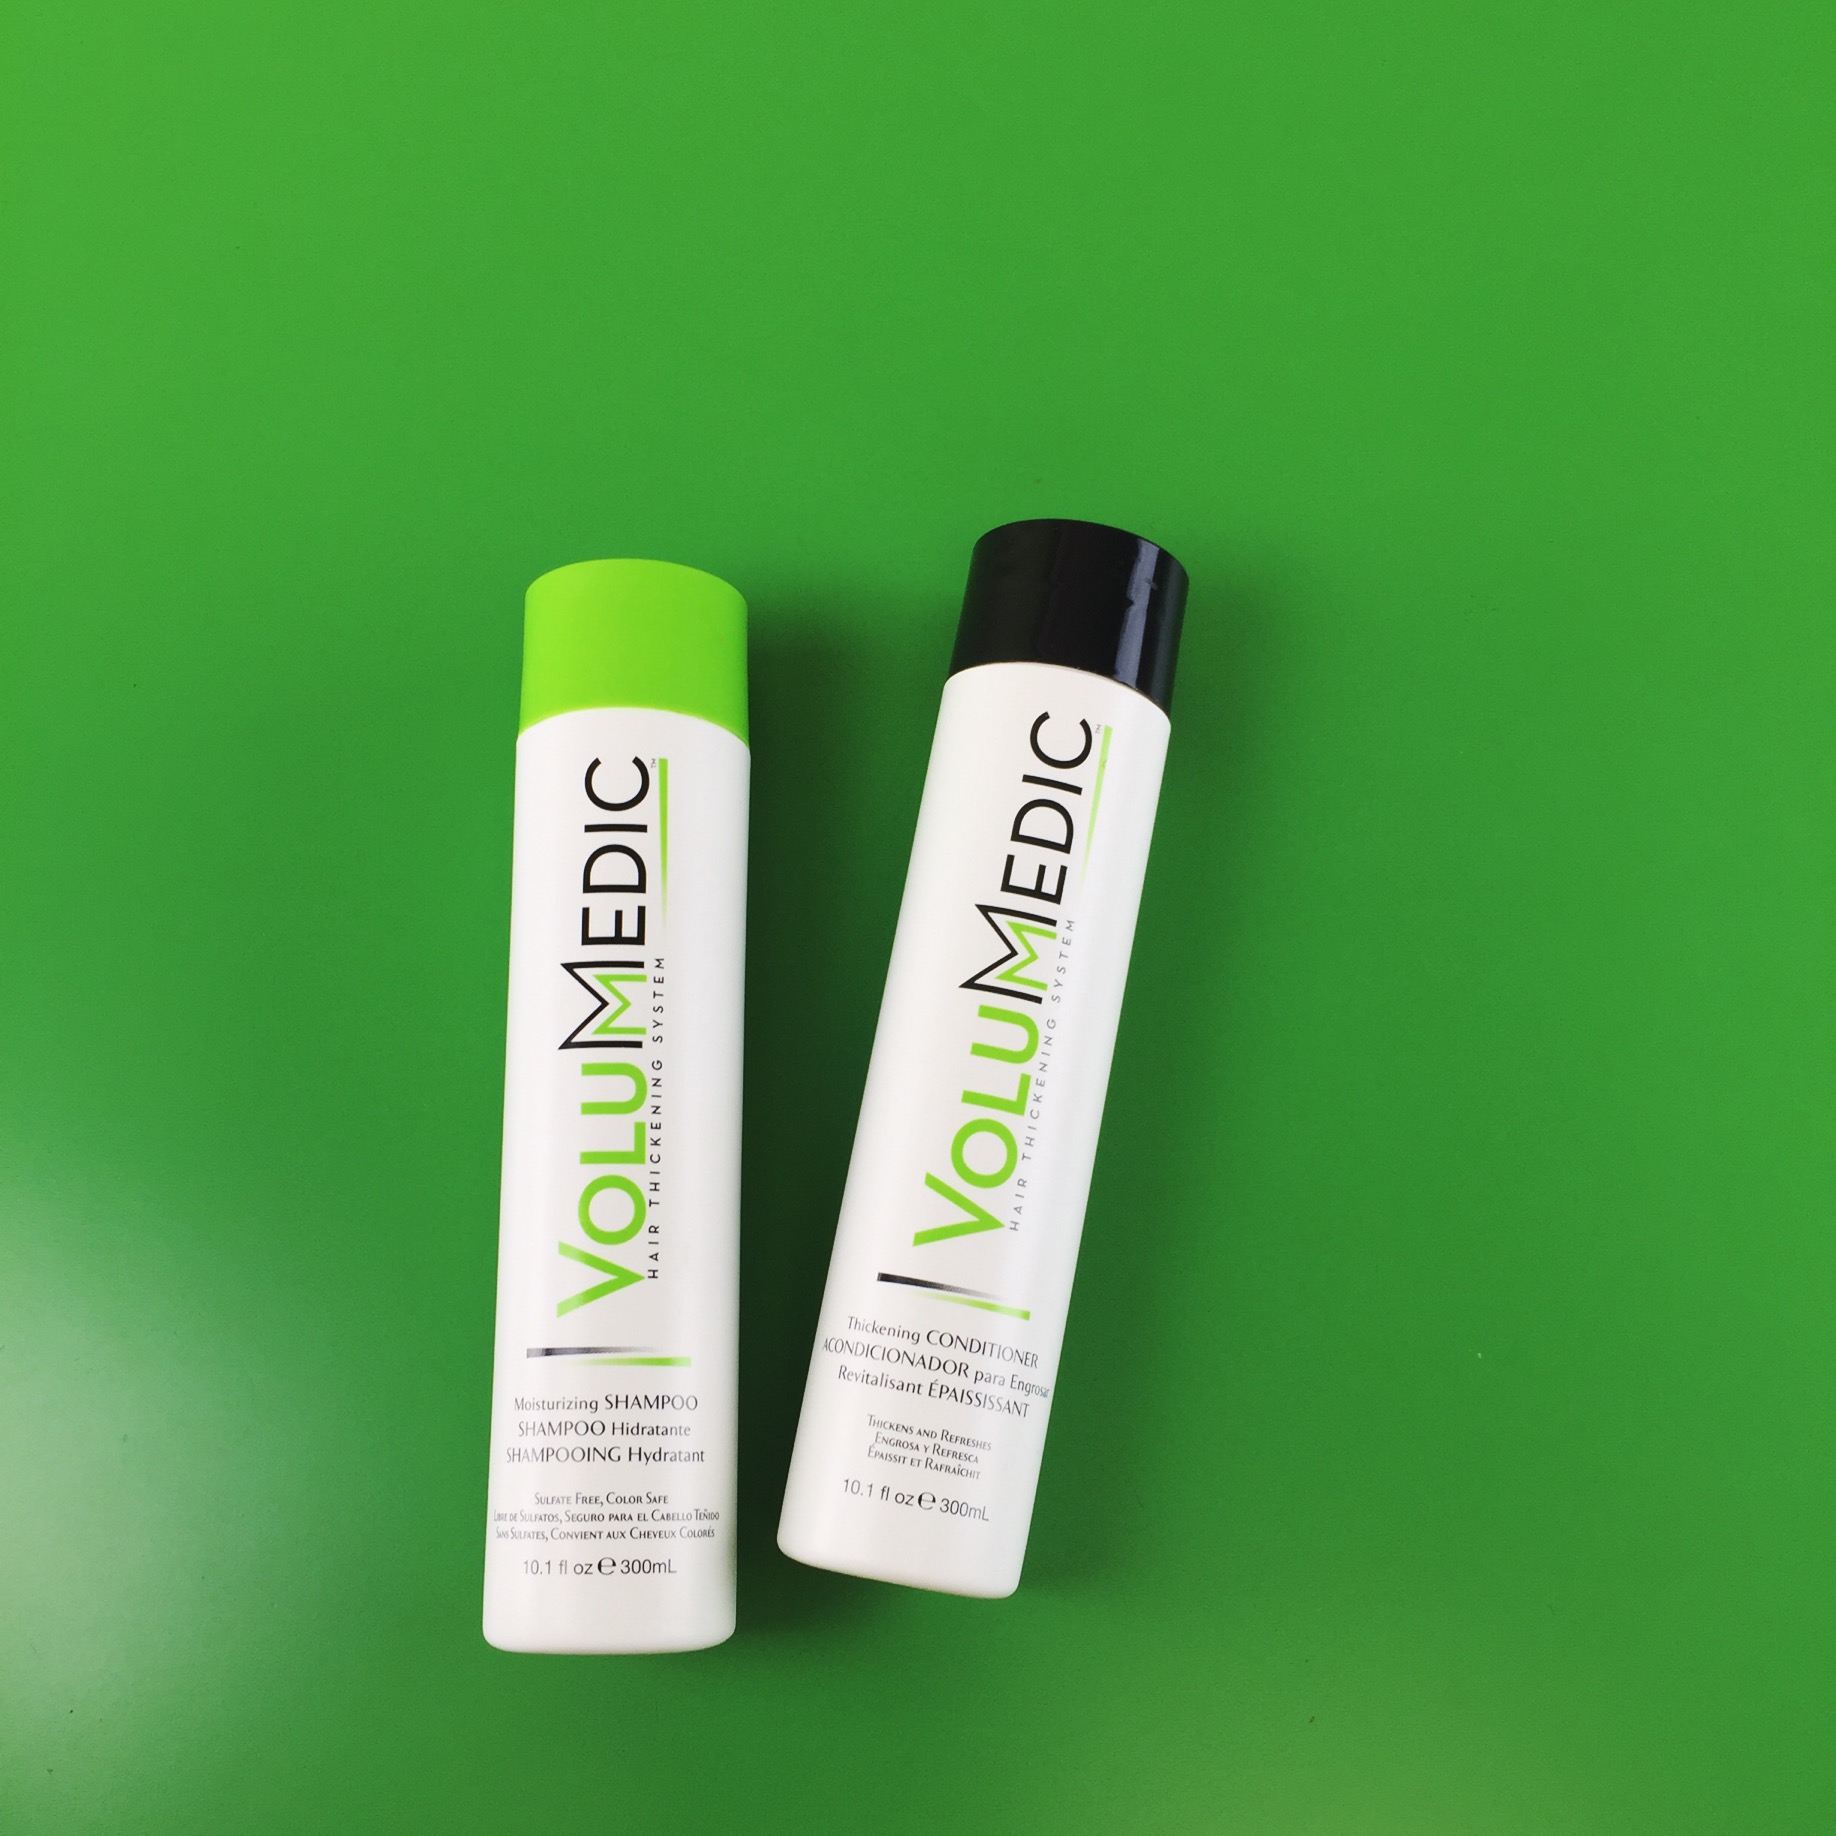 VOLUMEDIC™
HAIR THICKENING SYSTEM
Moisturizing SHAMPOO
SHAMPOO Hidratante
SHAMPOOING Hydratant
SULFATE FREE, COLOR SAFE
LIBRE DE SULFATOS, SEGURO PARA EL CABELLO TEÑIDO
SANS SULFATES, CONVIENT AUX CHEVEUX COLORÉS
10.1 fl oz ℮ 300mL
VOLUMEDIC™
HAIR THICKENING SYSTEM
Thickening CONDITIONER
ACONDICIONADOR para Engrosar
Revitalisant ÉPAISSISSANT
THICKENS AND REFRESHES
ENGROSA Y REFRESCA
ÉPAISSIT ET RAFRAÎCHIT
10.1 fl oz ℮ 300mL